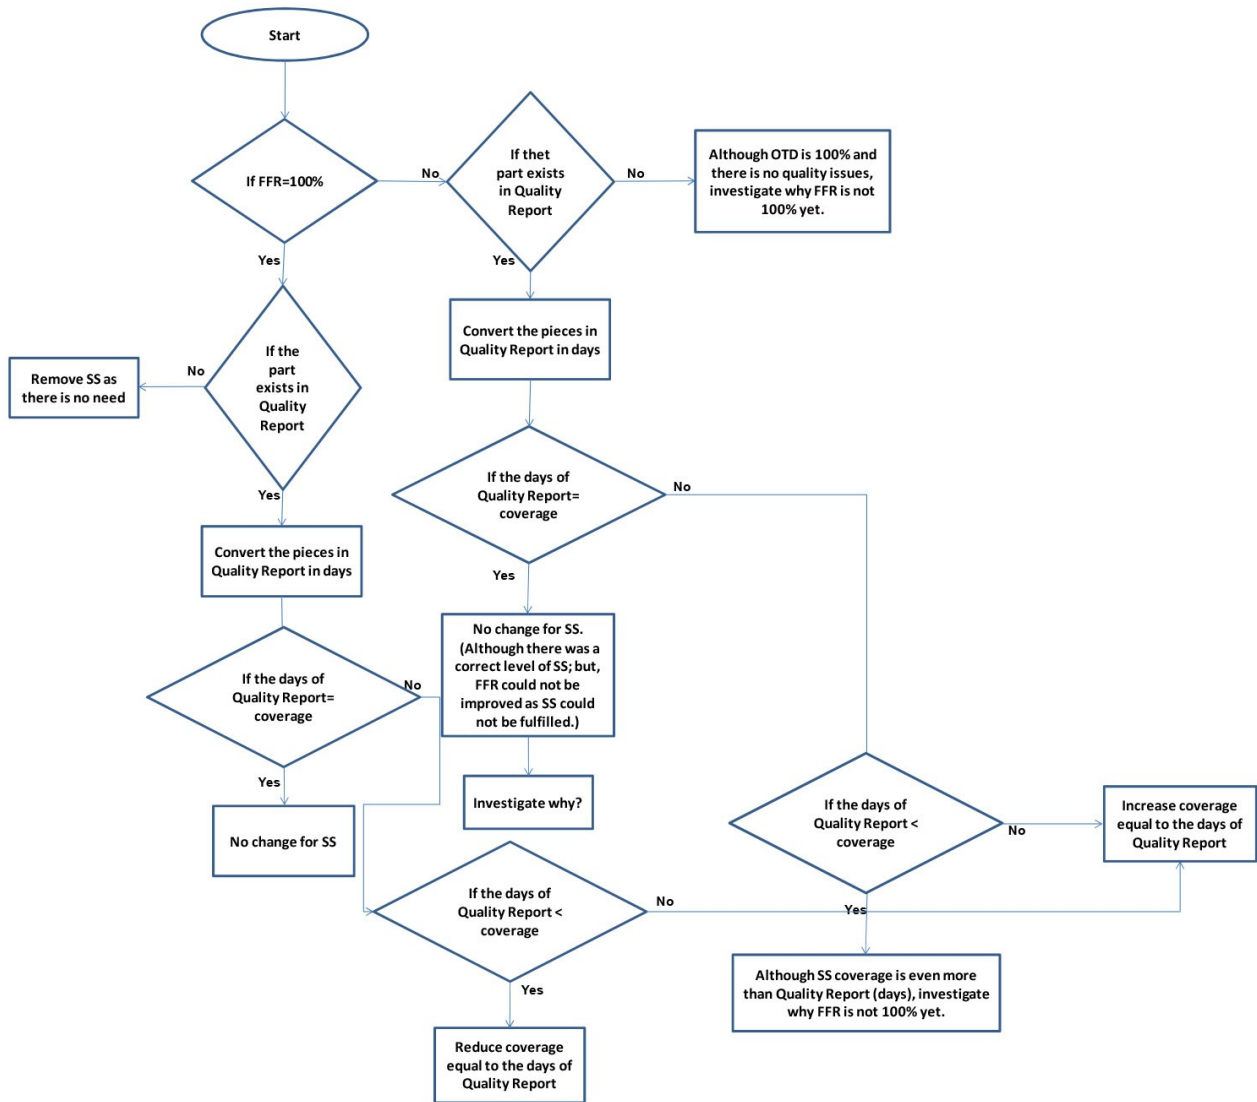 Start
If FFR=100%
No
If thet
part exists
in Quality
Report
No
Although OTD is 100% and
there is no quality issues,
investigate why FFR is not
100% yet.
Yes
Yes
Convert the pieces in
Quality Report in days
If the
part
exists in
Quality
Report
No
Remove SS as
there is no need
Yes
If the days of
Quality Report=
coverage
No
Convert the pieces in
Quality Report in days
Yes
No change for SS.
(Although there was a
correct level of SS; but,
FFR could not be
improved as SS could
not be fulfilled.)
If the days of
Quality Report=
coverage
No
Yes
No change for SS
Investigate why?
If the days of
Quality Report <
coverage
No
Increase coverage
equal to the days of
Quality Report
If the days of
Quality Report <
coverage
No
Yes
Although SS coverage is even more
than Quality Report (days), investigate
why FFR is not 100% yet.
Yes
Reduce coverage
equal to the days of
Quality Report